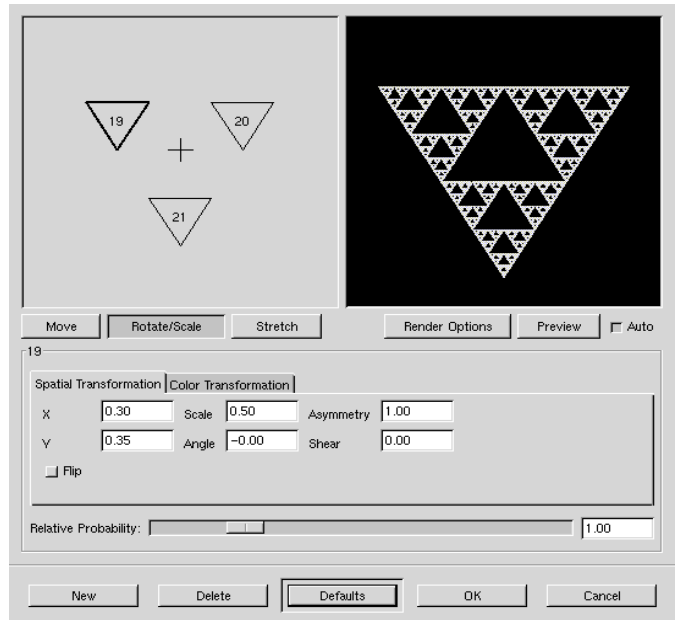 19
20
21
Move Rotate/Scale Stretch Render Options Preview Auto
19
Spatial Transformation Color Transformation
X 0.30 Scale 0.50 Asymmetry 1.00
Y 0.35 Angle −0.00 Shear 0.00
Flip
Relative Probability: 1.00
New Delete Defaults OK Cancel